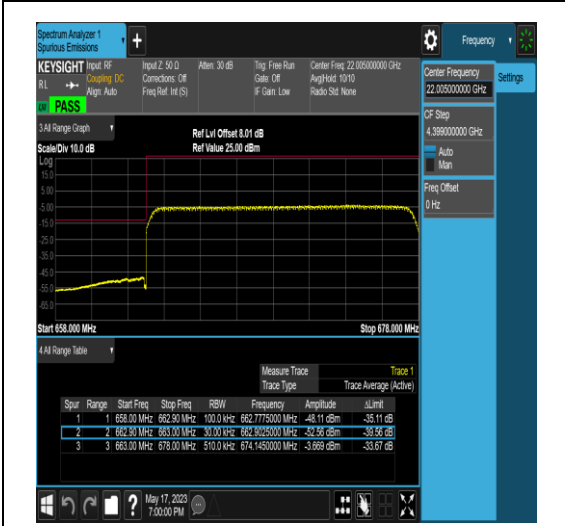 Spectrum Analyzer 1
Spurious Emissions
Frequency
KEYSIGHT
Input: RF
Input Z: 50 Ω
Atten: 30 dB
Trig: Free Run
Center Freq: 22.005000000 GHz
RL
Coupling: DC
Corrections: Off
Gate: Off
Avg|Hold: 10/10
Align: Auto
Freq Ref: Int (S)
IF Gain: Low
Radio Std: None
PASS
Center Frequency
22.005000000 GHz
Settings
CF Step
4.399000000 GHz
Auto
Man
Freq Offset
0 Hz
3 All Range Graph
Ref Lvl Offset 8.01 dB
Scale/Div 10.0 dB
Ref Value 25.00 dBm
Log
15.0
5.00
-5.00
-15.0
-25.0
-35.0
-45.0
-55.0
-65.0
Start 658.000 MHz
Stop 678.000 MHz
4 All Range Table
Measure Trace Trace 1
Trace Type Trace Average (Active)
Spur Range Start Freq Stop Freq RBW Frequency Amplitude ΔLimit
1 1 658.00 MHz 662.90 MHz 100.0 kHz 662.7775000 MHz -48.11 dBm -35.11 dB
2 2 662.90 MHz 663.00 MHz 30.00 kHz 662.9025000 MHz -52.56 dBm -39.56 dB
3 3 663.00 MHz 678.00 MHz 510.0 kHz 674.1450000 MHz -3.669 dBm -33.67 dB
May 17, 2023
7:00:00 PM